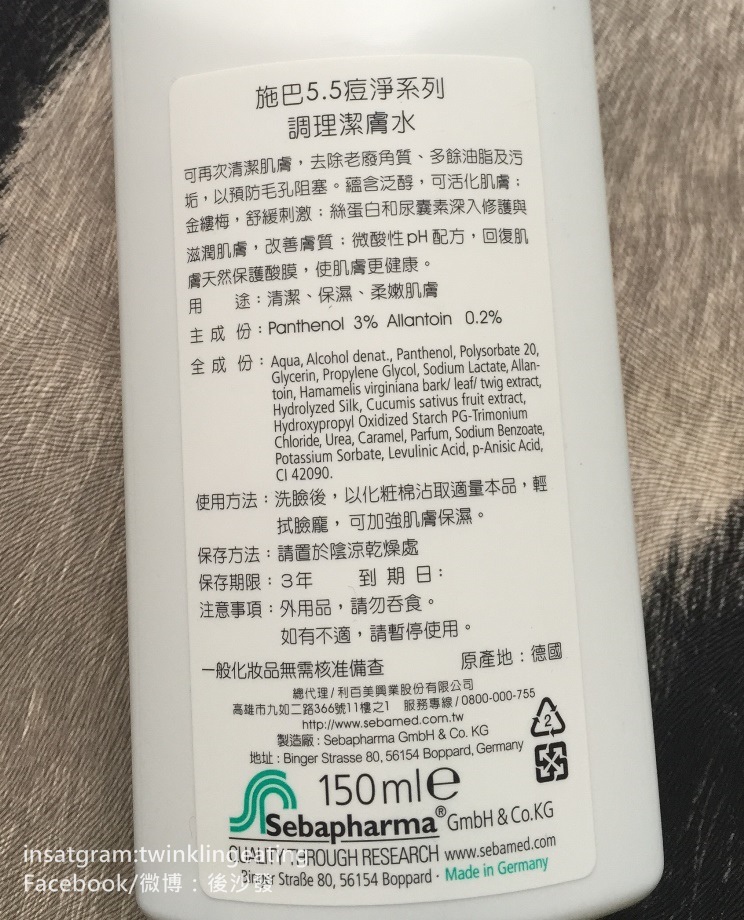 施巴5.5痘淨系列
調理潔膚水
可再次清潔肌膚，去除老廢角質、多餘油脂及污
垢，以預防毛孔阻塞。蘊含泛醇，可活化肌膚；
金縷梅，舒緩刺激；絲蛋白和尿囊素深入修護與
滋潤肌膚，改善膚質；微酸性pH配方，回復肌
膚天然保護酸膜，使肌膚更健康。
用　　途：清潔、保濕、柔嫩肌膚
主 成 份：Panthenol 3% Allantoin 0.2%
全 成 份：Aqua, Alcohol denat., Panthenol, Polysorbate 20,
Glycerin, Propylene Glycol, Sodium Lactate, Allan-
toin, Hamamelis virginiana bark/ leaf/ twig extract,
Hydrolyzed Silk, Cucumis sativus fruit extract,
Hydroxypropyl Oxidized Starch PG-Trimonium
Chloride, Urea, Caramel, Parfum, Sodium Benzoate,
Potassium Sorbate, Levulinic Acid, p-Anisic Acid,
CI 42090.
使用方法：洗臉後，以化粧棉沾取適量本品，輕
拭臉龐，可加強肌膚保濕。
保存方法：請置於陰涼乾燥處
保存期限：3年　　到 期 日：
注意事項：外用品，請勿吞食。
如有不適，請暫停使用。
一般化妝品無需核准備查　　原產地：德國
總代理/利百美興業股份有限公司
高雄市九如二路366號11樓之1　服務專線/0800-000-755
http://www.sebamed.com.tw
製造廠：Sebapharma GmbH & Co. KG
地址：Binger Strasse 80, 56154 Boppard, Germany
2
150ml℮
Sebapharma® GmbH & Co.KG
QUALITY THROUGH RESEARCH www.sebamed.com
Binger Straße 80, 56154 Boppard · Made in Germany
insatgram:twinklingeating
Facebook/微博：後沙發